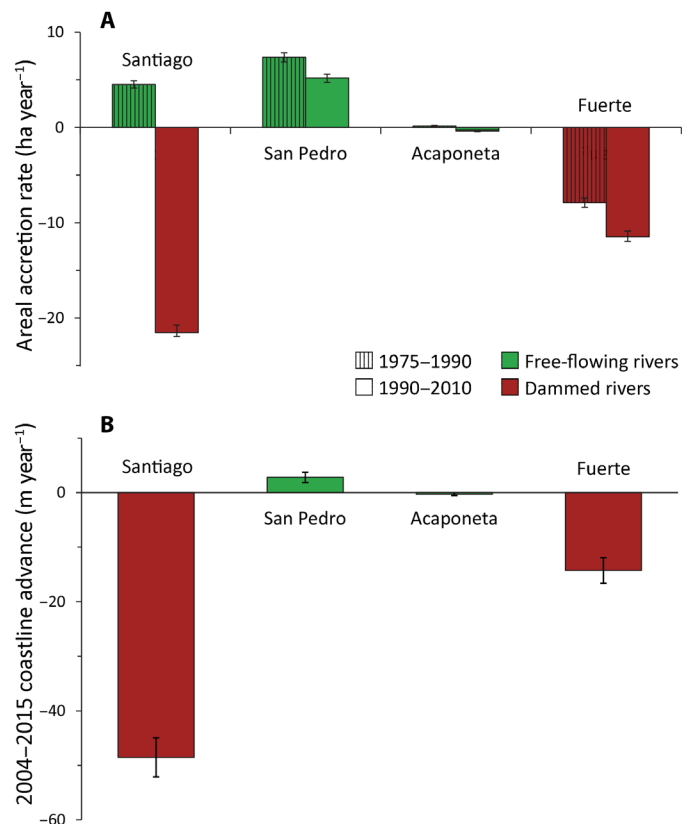 A
10
0
−10
−20
Areal accretion rate (ha year⁻¹)
Santiago
San Pedro
Acaponeta
Fuerte
1975–1990
Free-flowing rivers
1990–2010
Dammed rivers
B
0
−20
−40
−60
2004–2015 coastline advance (m year⁻¹)
Santiago
San Pedro
Acaponeta
Fuerte